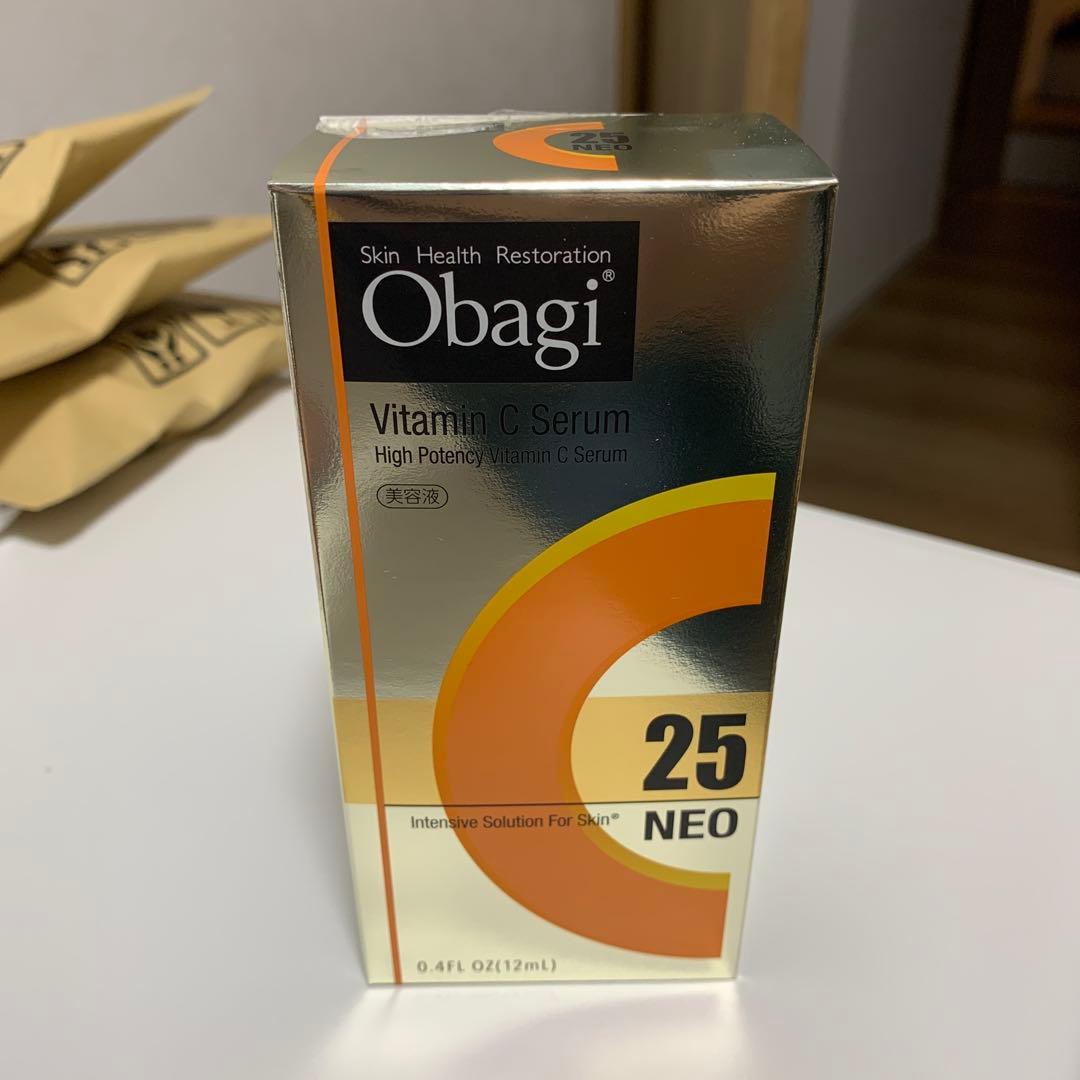 25
NEO
Skin Health Restoration
Obagi®
Vitamin C Serum
High Potency Vitamin C Serum
美容液
25
NEO
Intensive Solution For Skin®
0.4FL OZ(12mL)